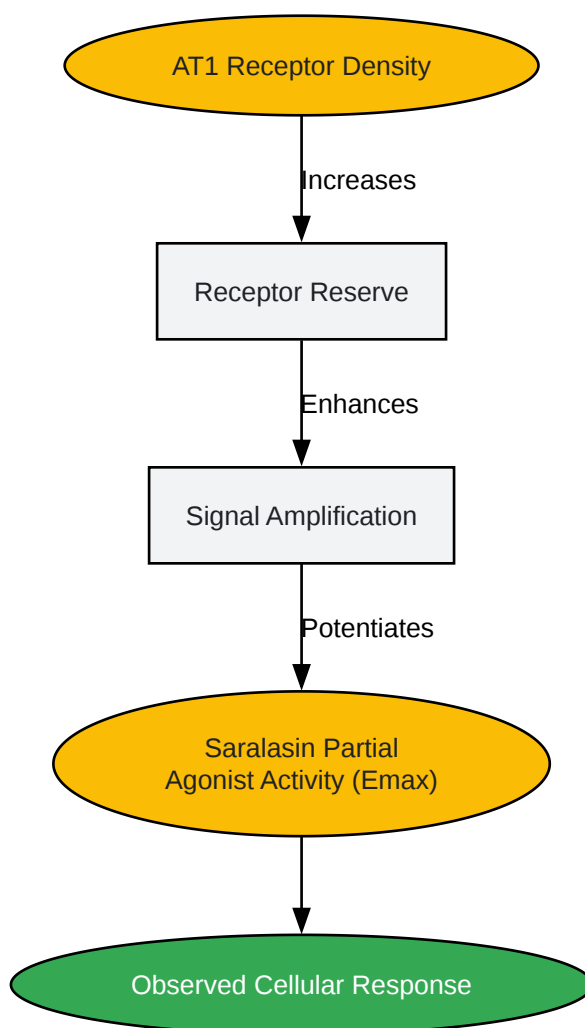 AT1 Receptor Density
Increases
Receptor Reserve
Enhances
Signal Amplification
Potentiates
Saralasin Partial
Agonist Activity (Emax)
Observed Cellular Response